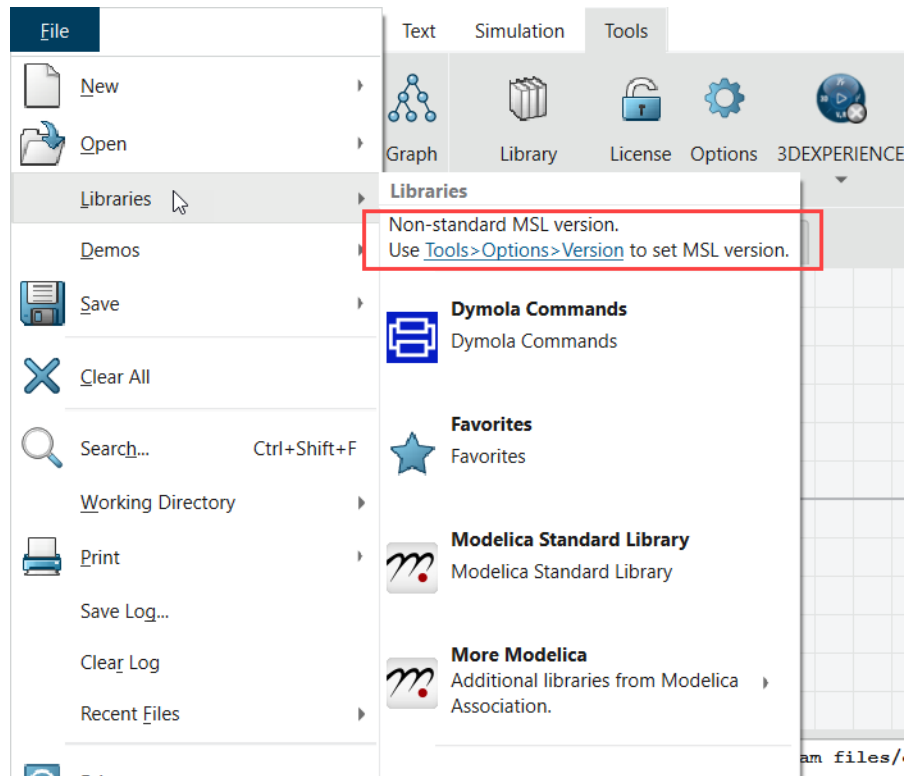 File
Text
Simulation
Tools
New
Open
Graph
Library
License
Options
3DEXPERIENCE
Libraries
Libraries
Non-standard MSL version.
Use Tools>Options>Version to set MSL version.
Demos
Save
Dymola Commands
Dymola Commands
Clear All
Favorites
Favorites
Search... Ctrl+Shift+F
Working Directory
Print
Modelica Standard Library
Modelica Standard Library
Save Log...
Clear Log
Recent Files
More Modelica
Additional libraries from Modelica
Association.
am files/